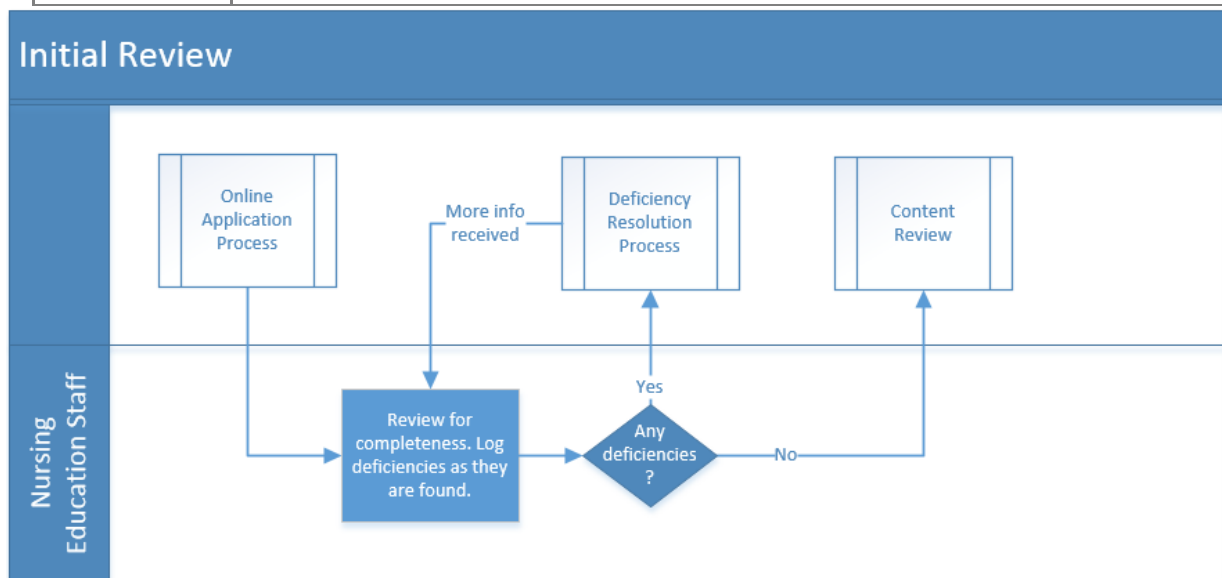 Initial Review
Online
Application
Process
More info
received
Deficiency
Resolution
Process
Content
Review
Nursing
Education Staff
Review for
completeness. Log
deficiencies as they
are found.
Yes
Any
deficiencies
?
No